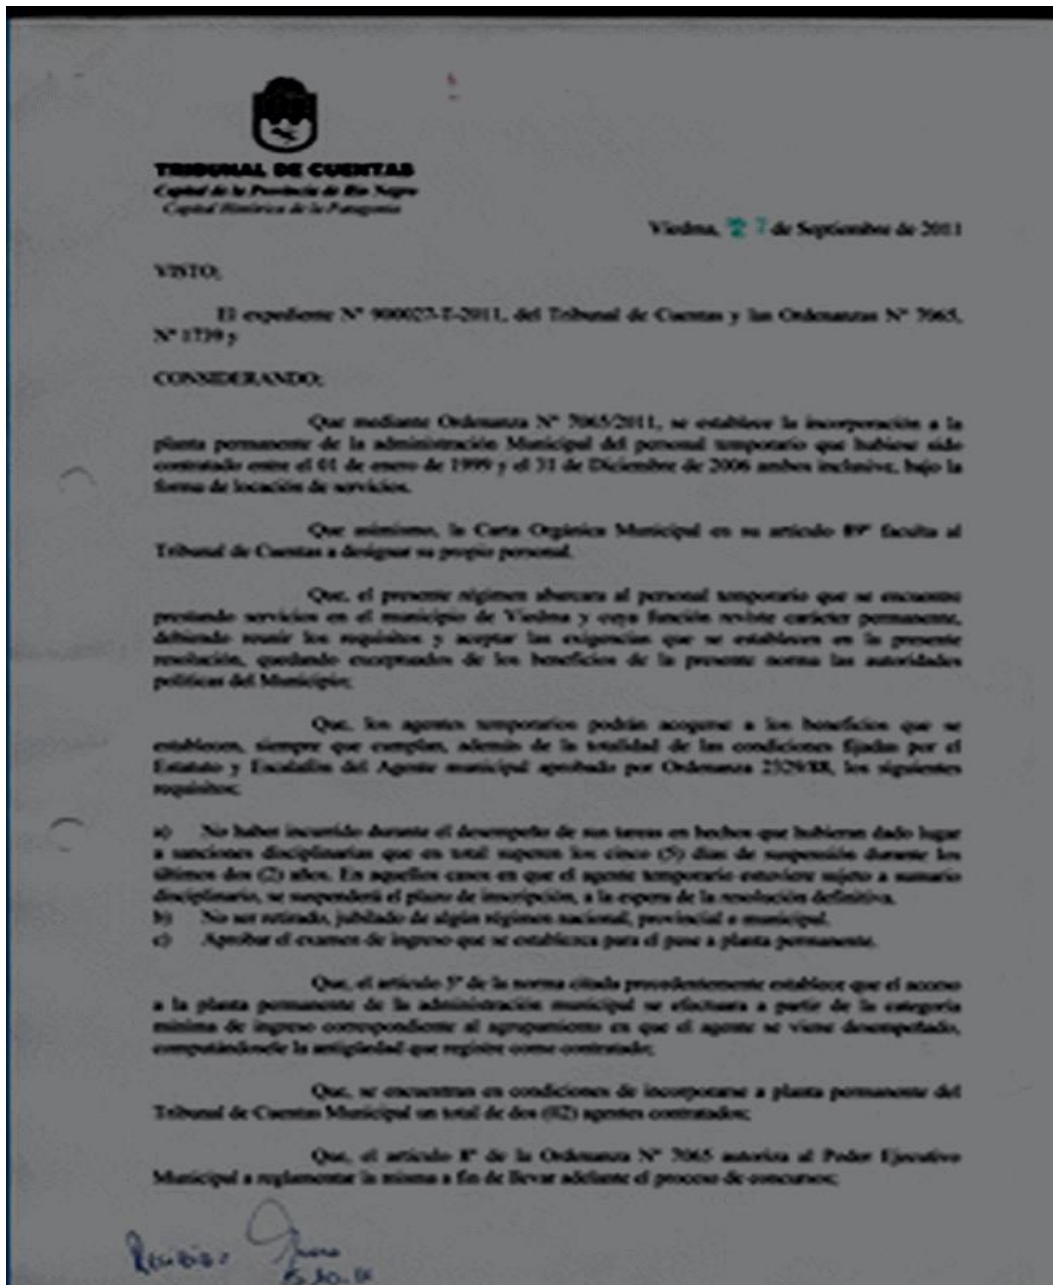 TRIBUNAL DE CUENTAS
Capital de la Provincia de Rio Negro
Capital Histórica de la Patagonia
Viedma, 27 de Septiembre de 2011
VISTO;
El expediente Nº 900027-T-2011, del Tribunal de Cuentas y las Ordenanzas Nº 7065,
Nº 1739 y
CONSIDERANDO;
Que mediante Ordenanza Nº 7065/2011, se establece la incorporación a la
planta permanente de la administración Municipal del personal temporario que hubiese sido
contratado entre el 01 de enero de 1999 y el 31 de Diciembre de 2006 ambos inclusive, bajo la
forma de locación de servicios.
Que asimismo, la Carta Orgánica Municipal en su artículo 89º faculta al
Tribunal de Cuentas a designar su propio personal.
Que, el presente régimen abarcara al personal temporario que se encuentre
prestando servicios en el municipio de Viedma y cuya función reviste carácter permanente,
debiendo reunir los requisitos y aceptar las exigencias que se establecen en la presente
resolución, quedando exceptuados de los beneficios de la presente norma las autoridades
políticas del Municipio;
Que, los agentes temporarios podrán acogerse a los beneficios que se
establecen, siempre que cumplan, además de la totalidad de las condiciones fijadas por el
Estatuto y Escalafón del Agente municipal aprobado por Ordenanza 2329/88, los siguientes
requisitos;
a) No haber incurrido durante el desempeño de sus tareas en hechos que hubieran dado lugar
a sanciones disciplinarias que en total superen los cinco (5) días de suspensión durante los
últimos dos (2) años. En aquellos casos en que el agente temporario estuviere sujeto a sumario
disciplinario, se suspenderá el plazo de inscripción, a la espera de la resolución definitiva.
b) No ser retirado, jubilado de algún régimen nacional, provincial o municipal.
c) Aprobar el examen de ingreso que se establezca para el pase a planta permanente.
Que, el artículo 5º de la norma citada precedentemente establece que el acceso
a la planta permanente de la administración municipal se efectuara a partir de la categoría
mínima de ingreso correspondiente al agrupamiento en que el agente se viene desempeñado,
computándosele la antigüedad que registre como contratado;
Que, se encuentran en condiciones de incorporarse a planta permanente del
Tribunal de Cuentas Municipal un total de dos (02) agentes contratados;
Que, el artículo 8º de la Ordenanza Nº 7065 autoriza al Poder Ejecutivo
Municipal a reglamentar la misma a fin de llevar adelante el proceso de concursos;